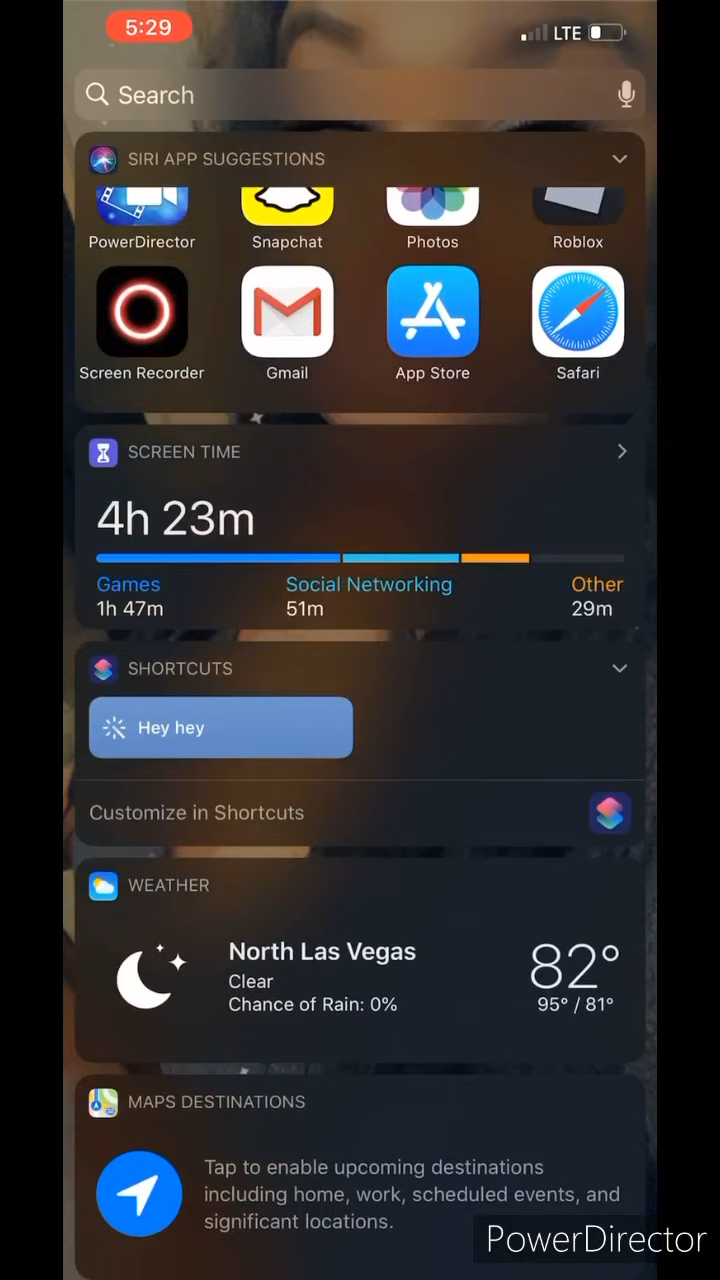 5:29
LTE
Search
SIRI APP SUGGESTIONS
PowerDirector
Snapchat
Photos
Roblox
Screen Recorder
Gmail
App Store
Safari
SCREEN TIME
4h 23m
Games
Social Networking
Other
1h 47m
51m
29m
SHORTCUTS
Hey hey
Customize in Shortcuts
WEATHER
North Las Vegas
Clear
Chance of Rain: 0%
82°
95° / 81°
MAPS DESTINATIONS
Tap to enable upcoming destinations
including home, work, scheduled events, and
significant locations.
PowerDirector